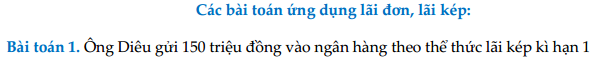 Các bài toán ứng dụng lãi đơn, lãi kép:
Bài toán 1. Ông Diêu gửi 150 triệu đồng vào ngân hàng theo thể thức lãi kép kì hạn 1